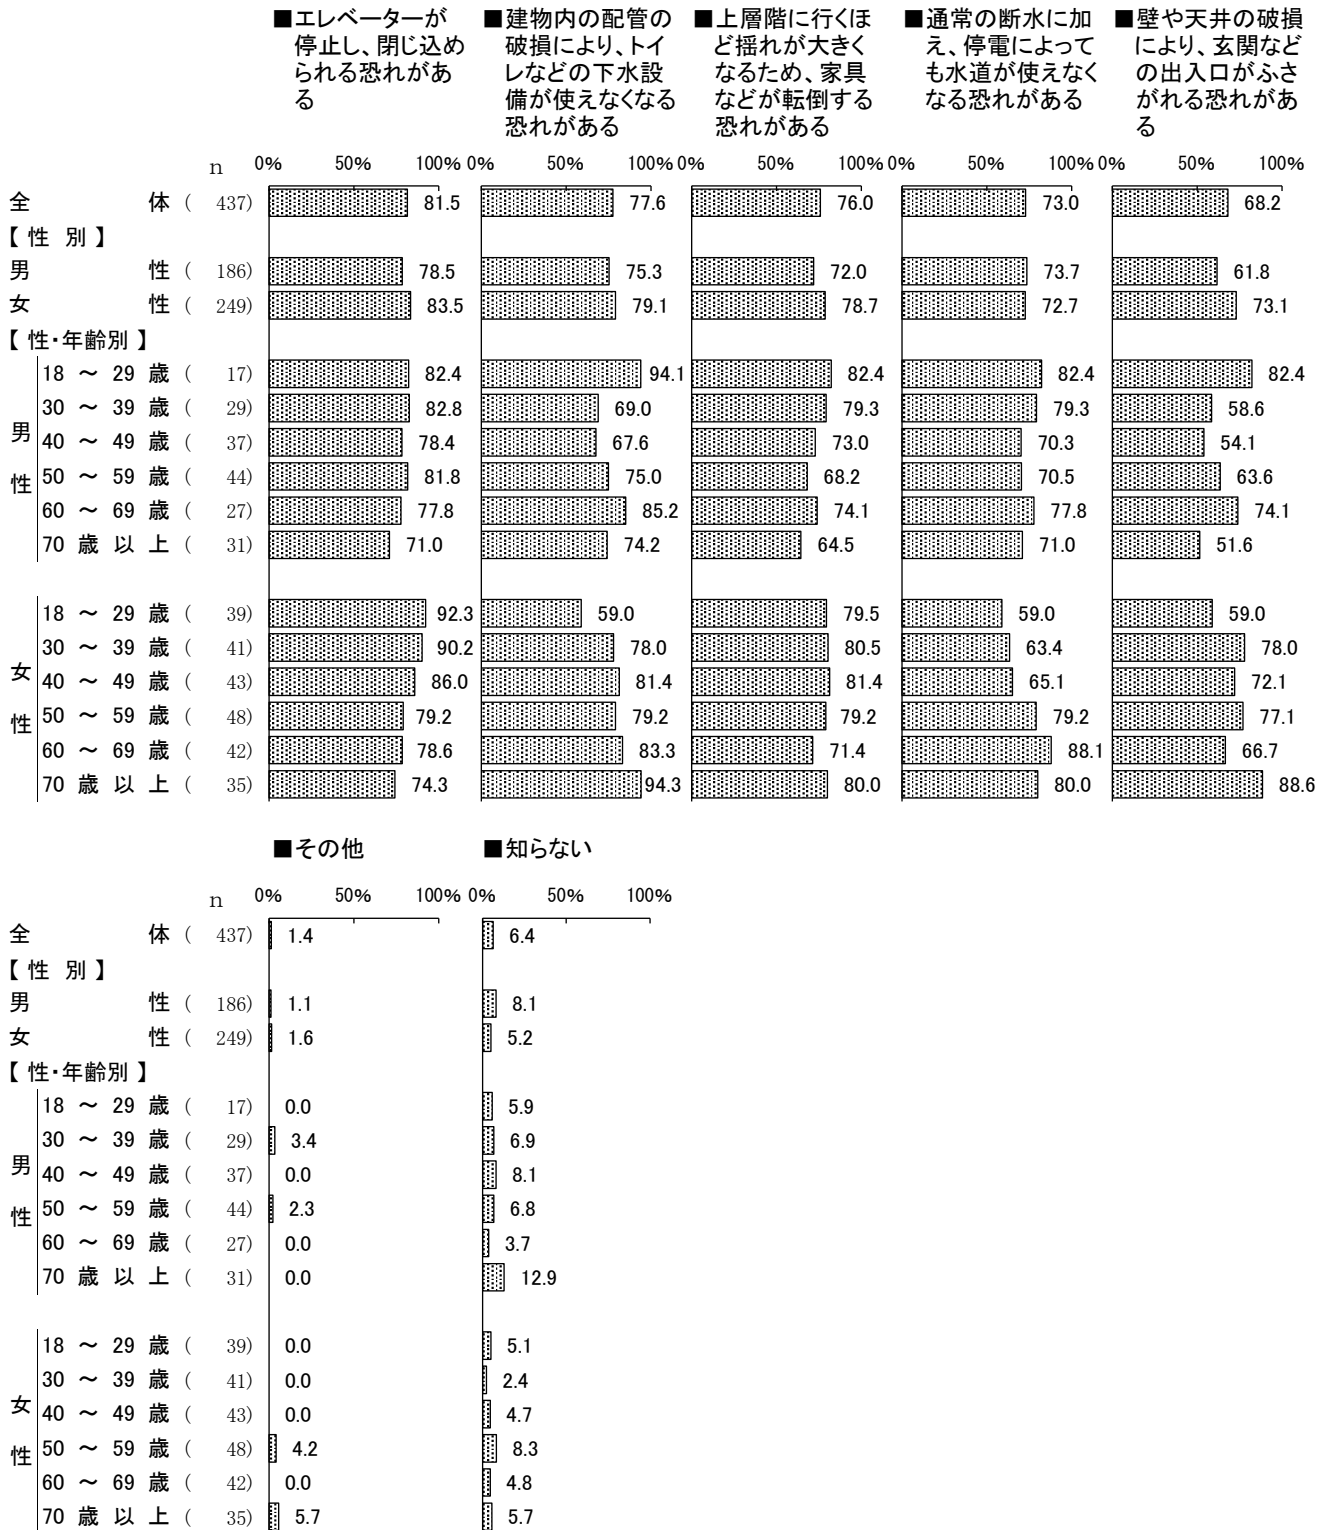 ■エレベーターが ■建物内の配管の ■上層階に行くほ ■通常の断水に加 ■壁や天井の破損
停止し、閉じ込め 破損により、トイ ど揺れが大きく え、停電によって により、玄関など
られる恐れがあ レなどの下水設 なるため、家具 も水道が使えなく の出入口がふさ
る 備が使えなくなる などが転倒する なる恐れがある がれる恐れがあ
恐れがある 恐れがある る
n 0% 50% 100% 0% 50% 100% 0% 50% 100% 0% 50% 100% 0% 50% 100%
全 体 ( 437) 81.5 77.6 76.0 73.0 68.2
【 性 別 】
男 性 ( 186) 78.5 75.3 72.0 73.7 61.8
女 性 ( 249) 83.5 79.1 78.7 72.7 73.1
【 性・年齢別 】
男性
18 ～ 29 歳 ( 17) 82.4 94.1 82.4 82.4 82.4
30 ～ 39 歳 ( 29) 82.8 69.0 79.3 79.3 58.6
40 ～ 49 歳 ( 37) 78.4 67.6 73.0 70.3 54.1
50 ～ 59 歳 ( 44) 81.8 75.0 68.2 70.5 63.6
60 ～ 69 歳 ( 27) 77.8 85.2 74.1 77.8 74.1
70 歳 以 上 ( 31) 71.0 74.2 64.5 71.0 51.6
女性
18 ～ 29 歳 ( 39) 92.3 59.0 79.5 59.0 59.0
30 ～ 39 歳 ( 41) 90.2 78.0 80.5 63.4 78.0
40 ～ 49 歳 ( 43) 86.0 81.4 81.4 65.1 72.1
50 ～ 59 歳 ( 48) 79.2 79.2 79.2 79.2 77.1
60 ～ 69 歳 ( 42) 78.6 83.3 71.4 88.1 66.7
70 歳 以 上 ( 35) 74.3 94.3 80.0 80.0 88.6
■その他 ■知らない
n 0% 50% 100% 0% 50% 100%
全 体 ( 437) 1.4 6.4
【 性 別 】
男 性 ( 186) 1.1 8.1
女 性 ( 249) 1.6 5.2
【 性・年齢別 】
男性
18 ～ 29 歳 ( 17) 0.0 5.9
30 ～ 39 歳 ( 29) 3.4 6.9
40 ～ 49 歳 ( 37) 0.0 8.1
50 ～ 59 歳 ( 44) 2.3 6.8
60 ～ 69 歳 ( 27) 0.0 3.7
70 歳 以 上 ( 31) 0.0 12.9
女性
18 ～ 29 歳 ( 39) 0.0 5.1
30 ～ 39 歳 ( 41) 0.0 2.4
40 ～ 49 歳 ( 43) 0.0 4.7
50 ～ 59 歳 ( 48) 4.2 8.3
60 ～ 69 歳 ( 42) 0.0 4.8
70 歳 以 上 ( 35) 5.7 5.7